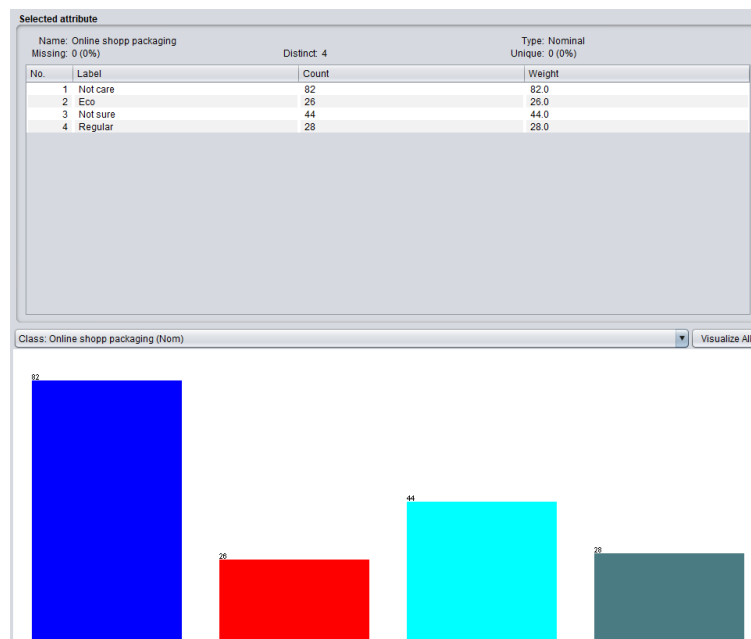 Selected attribute
Name: Online shopp packaging Type: Nominal
Missing: 0 (0%) Distinct: 4 Unique: 0 (0%)
No. Label Count Weight
1 Not care 82 82.0
2 Eco 26 26.0
3 Not sure 44 44.0
4 Regular 28 28.0
Class: Online shopp packaging (Nom) Visualize All
82
26
44
28